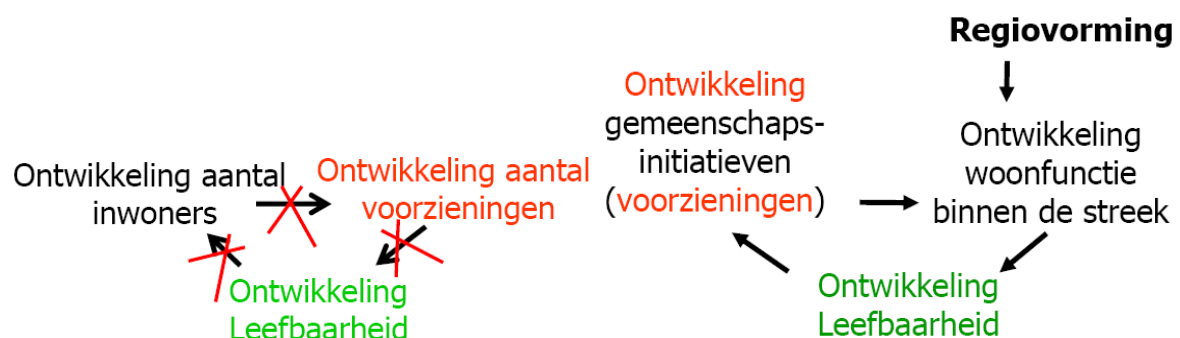 Ontwikkeling aantal
inwoners
Ontwikkeling aantal
voorzieningen
Ontwikkeling
Leefbaarheid
Ontwikkeling
gemeenschaps-
initiatieven
(voorzieningen)
Regiovorming
Ontwikkeling
woonfunctie
binnen de streek
Ontwikkeling
Leefbaarheid